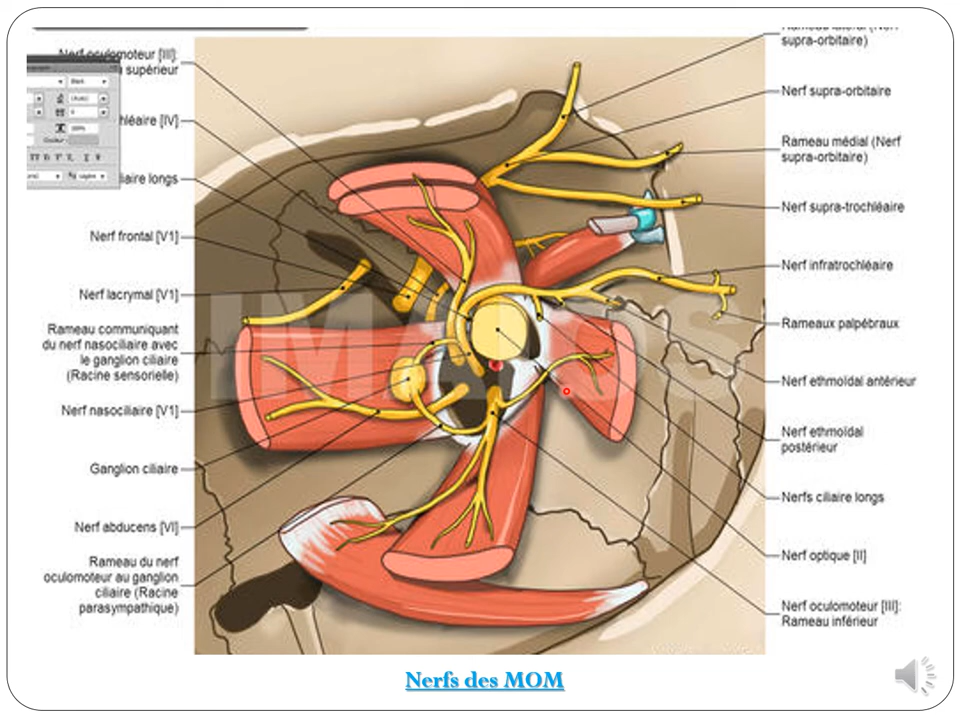 Nerf oculomoteur [III]:
supérieur
[IV]
longs
Nerf frontal [V1]
Nerf lacrymal [V1]
Rameau communiquant
du nerf nasociliaire avec
le ganglion ciliaire
(Racine sensorielle)
Nerf nasociliaire [V1]
Ganglion ciliaire
Nerf abducens [VI]
Rameau du nerf
oculomoteur au ganglion
ciliaire (Racine
parasympathique)
supra-orbitaire)
Nerf supra-orbitaire
Rameau médial (Nerf
supra-orbitaire)
Nerf supra-trochléaire
Nerf infratrochléaire
Rameaux palpébraux
Nerf ethmoïdal antérieur
Nerf ethmoïdal
postérieur
Nerfs ciliaire longs
Nerf optique [II]
Nerf oculomoteur [III]:
Rameau inférieur
IMAIOS
Nerfs des MOM